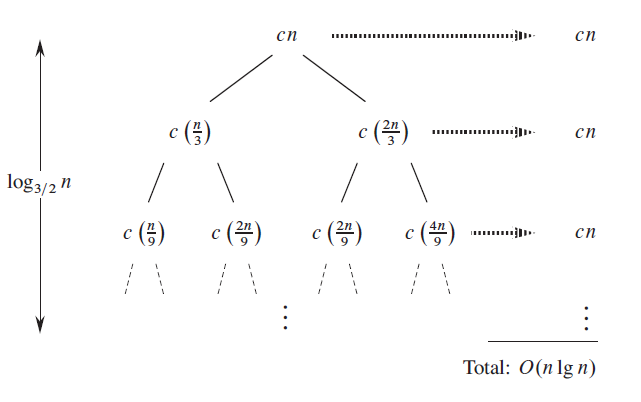 cn cn
c (n/3) c (2n/3) cn
log3/2 n
c (n/9) c (2n/9) c (2n/9) c (4n/9) cn
⋮ ⋮
Total: O(n lg n)